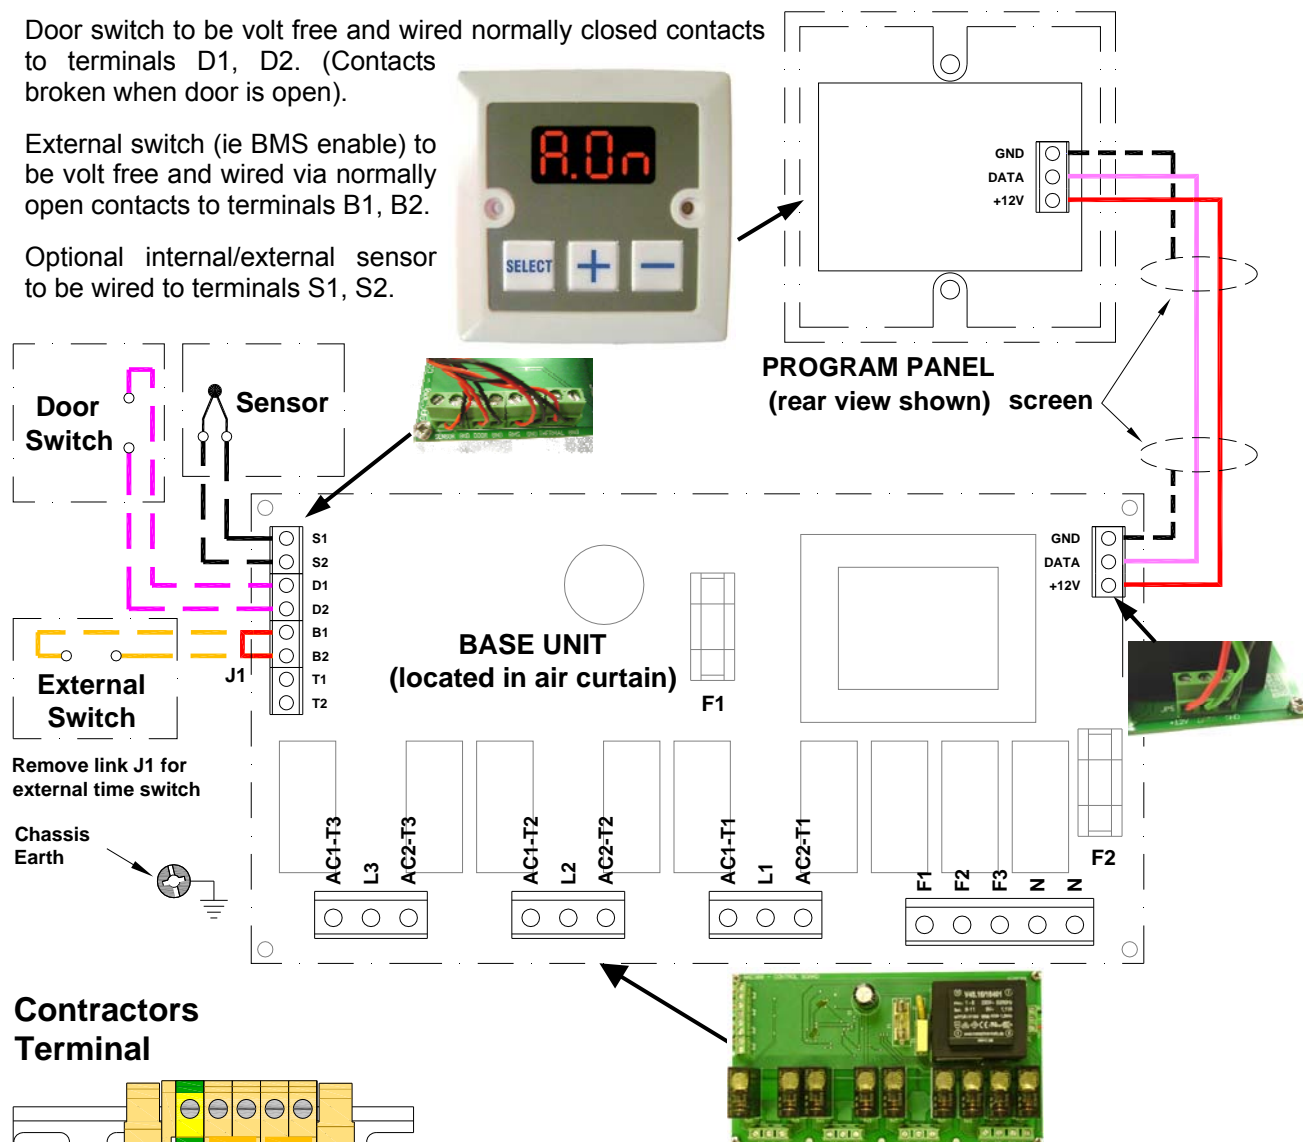 Door switch to be volt free and wired normally closed contacts
to terminals D1, D2. (Contacts
broken when door is open).
External switch (ie BMS enable) to
be volt free and wired via normally
open contacts to terminals B1, B2.
Optional internal/external sensor
to be wired to terminals S1, S2.
A.On
SELECT
+
−
GND
DATA
+12V
PROGRAM PANEL
(rear view shown)
screen
Door
Switch
Sensor
S1
S2
D1
D2
B1
B2
T1
T2
J1
External
Switch
Remove link J1 for
external time switch
Chassis
Earth
BASE UNIT
(located in air curtain)
F1
GND
DATA
+12V
F2
+12V
GND
AC1-T3
L3
AC2-T3
AC1-T2
L2
AC2-T2
AC1-T1
L1
AC2-T1
F1
F2
F3
N
N
Contractors
Terminal